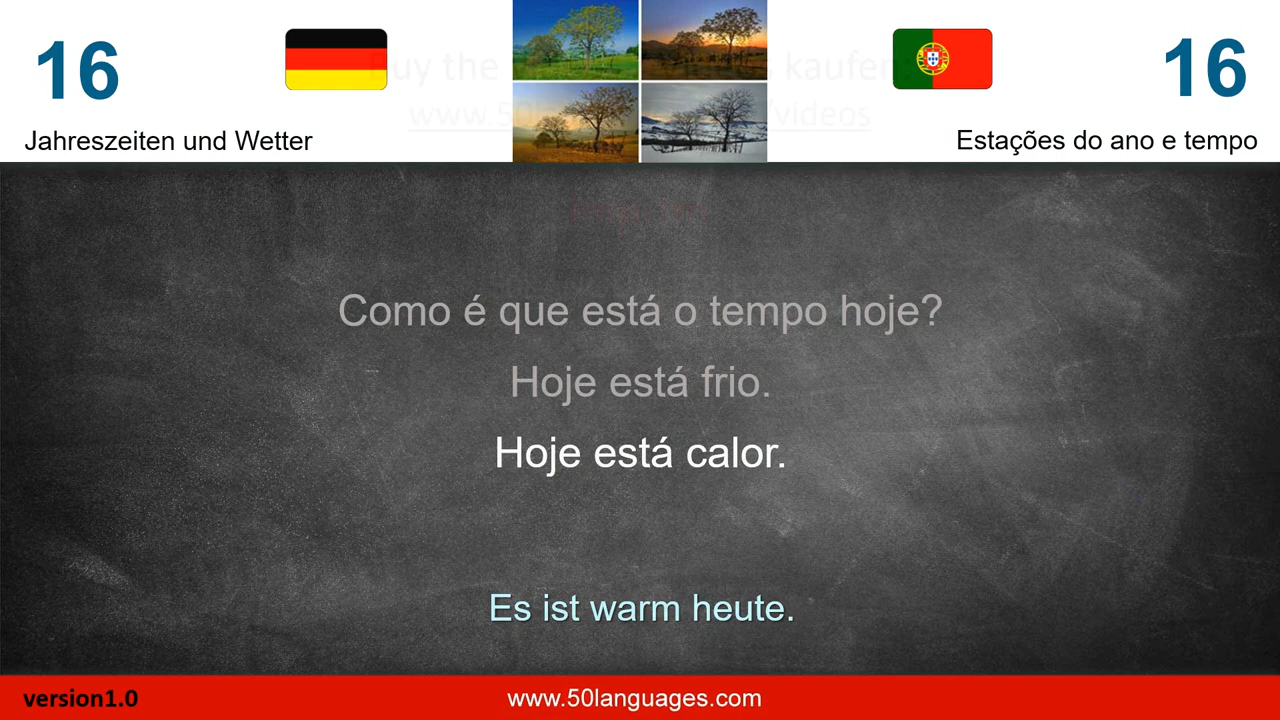 16
16
Jahreszeiten und Wetter
Estações do ano e tempo
Como é que está o tempo hoje?
Hoje está frio.
Hoje está calor.
Es ist warm heute.
version1.0
www.50languages.com